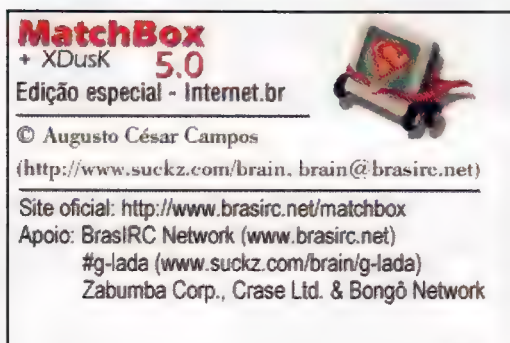 MatchBox
+ XDusK 5.0
Edição especial - Internet.br
© Augusto César Campos
(http://www.suckz.com/brain, brain@brasirc.net)
Site oficial: http://www.brasirc.net/matchbox
Apoio: BrasIRC Network (www.brasirc.net)
#g-lada (www.suckz.com/brain/g-lada)
Zabumba Corp., Crase Ltd. & Bongô Network